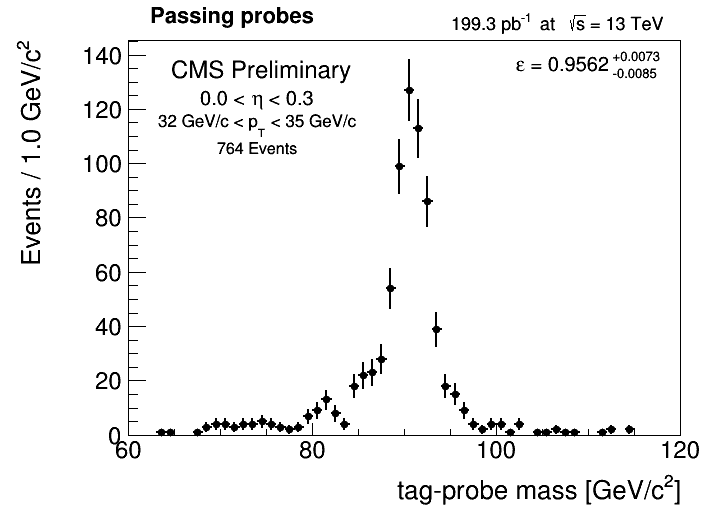 Passing probes
199.3 pb⁻¹ at √s = 13 TeV
CMS Preliminary
ε = 0.9562 +0.0073 -0.0085
0.0 < η < 0.3
32 GeV/c < p_T < 35 GeV/c
764 Events
Events / 1.0 GeV/c²
140
120
100
80
60
40
20
0
60 80 100 120
tag-probe mass [GeV/c²]